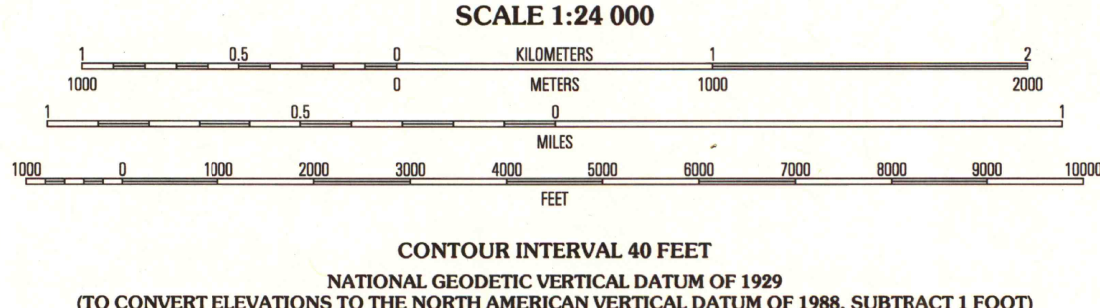 SCALE 1:24 000
1 0.5 0 KILOMETERS 1 2
1000 0 METERS 1000 2000
1 0.5 0 1
MILES
1000 0 1000 2000 3000 4000 5000 6000 7000 8000 9000 10000
FEET
CONTOUR INTERVAL 40 FEET
NATIONAL GEODETIC VERTICAL DATUM OF 1929
(TO CONVERT ELEVATIONS TO THE NORTH AMERICAN VERTICAL DATUM OF 1988, SUBTRACT 1 FOOT)